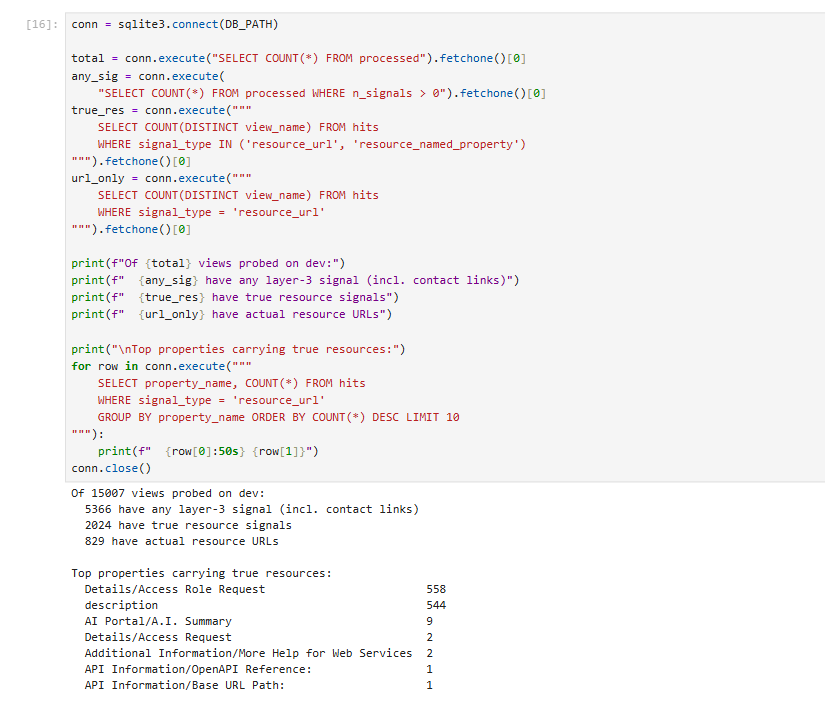 [16]: conn = sqlite3.connect(DB_PATH)
total = conn.execute("SELECT COUNT(*) FROM processed").fetchone()[0]
any_sig = conn.execute(
    "SELECT COUNT(*) FROM processed WHERE n_signals > 0").fetchone()[0]
true_res = conn.execute("""
    SELECT COUNT(DISTINCT view_name) FROM hits
    WHERE signal_type IN ('resource_url', 'resource_named_property')
""").fetchone()[0]
url_only = conn.execute("""
    SELECT COUNT(DISTINCT view_name) FROM hits
    WHERE signal_type = 'resource_url'
""").fetchone()[0]
print(f"Of {total} views probed on dev:")
print(f"  {any_sig} have any layer-3 signal (incl. contact links)")
print(f"  {true_res} have true resource signals")
print(f"  {url_only} have actual resource URLs")
print("\nTop properties carrying true resources:")
for row in conn.execute("""
    SELECT property_name, COUNT(*) FROM hits
    WHERE signal_type = 'resource_url'
    GROUP BY property_name ORDER BY COUNT(*) DESC LIMIT 10
"""):
    print(f"  {row[0]:50s} {row[1]}")
conn.close()
Of 15007 views probed on dev:
  5366 have any layer-3 signal (incl. contact links)
  2024 have true resource signals
  829 have actual resource URLs
Top properties carrying true resources:
  Details/Access Role Request                        558
  description                                        544
  AI Portal/A.I. Summary                             9
  Details/Access Request                             2
  Additional Information/More Help for Web Services  2
  API Information/OpenAPI Reference:                 1
  API Information/Base URL Path:                     1